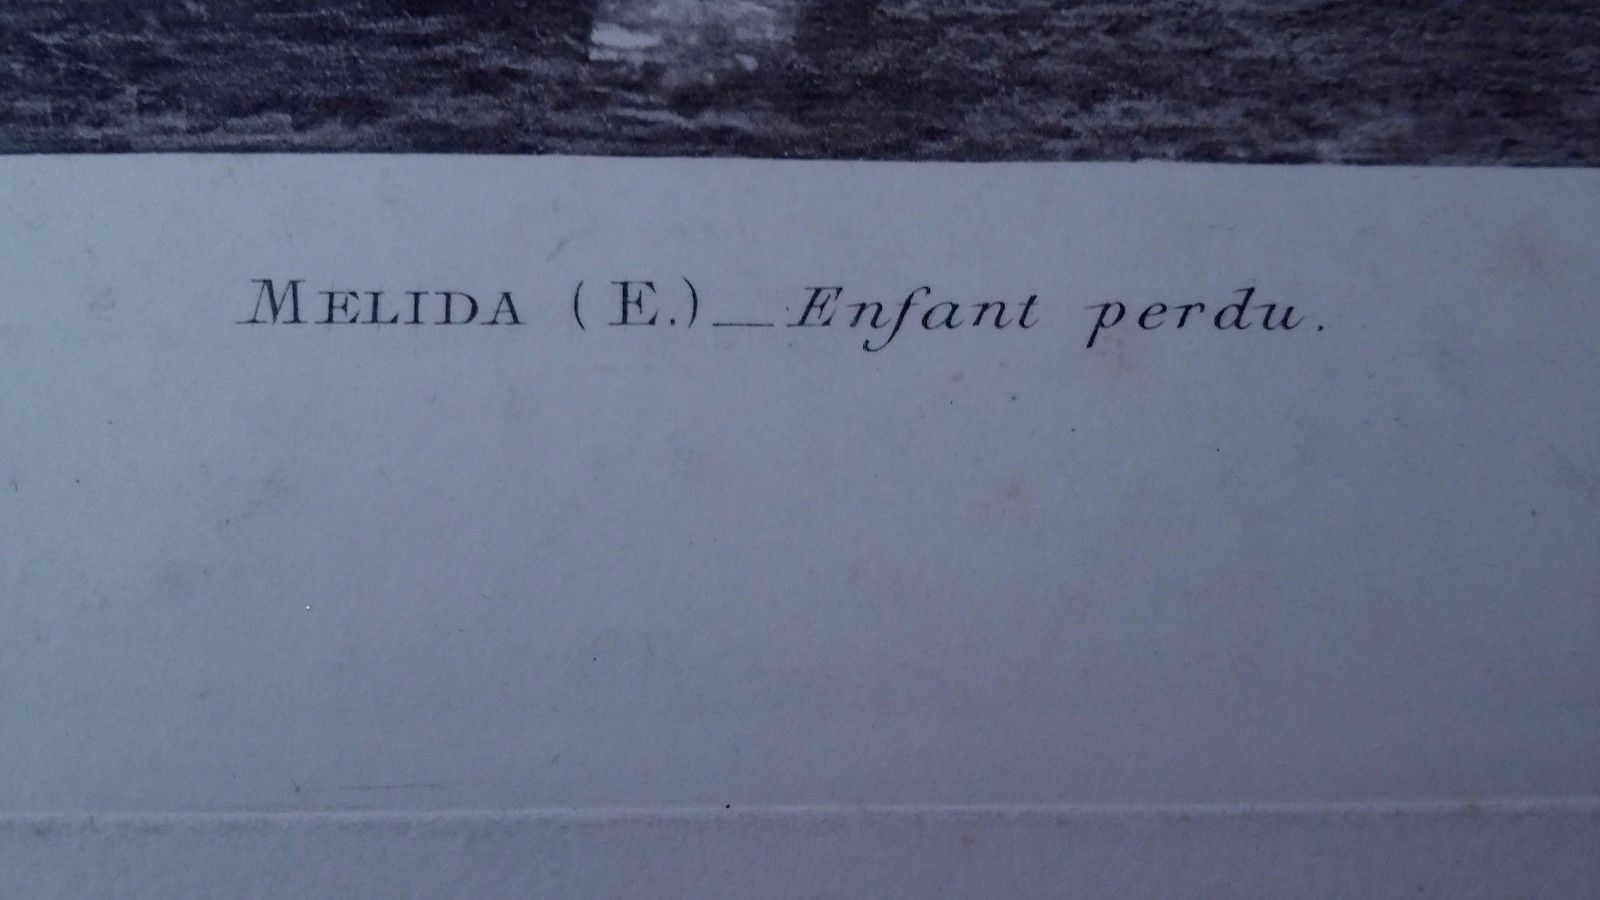 MELIDA (E.) — Enfant perdu.